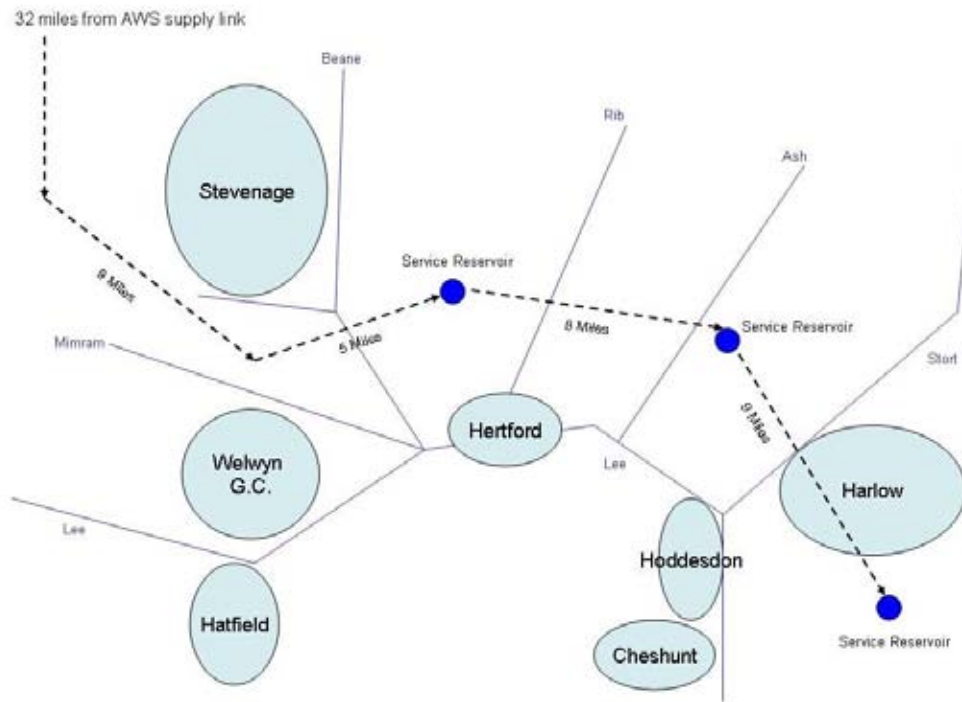 32 miles from AWS supply link
Beane
Rib
Ash
Stevenage
Service Reservoir
9 Miles
5 Miles
8 Miles
Service Reservoir
Mimram
Stort
9 Miles
Hertford
Welwyn
G.C.
Lee
Harlow
Lee
Hoddesdon
Hatfield
Service Reservoir
Cheshunt